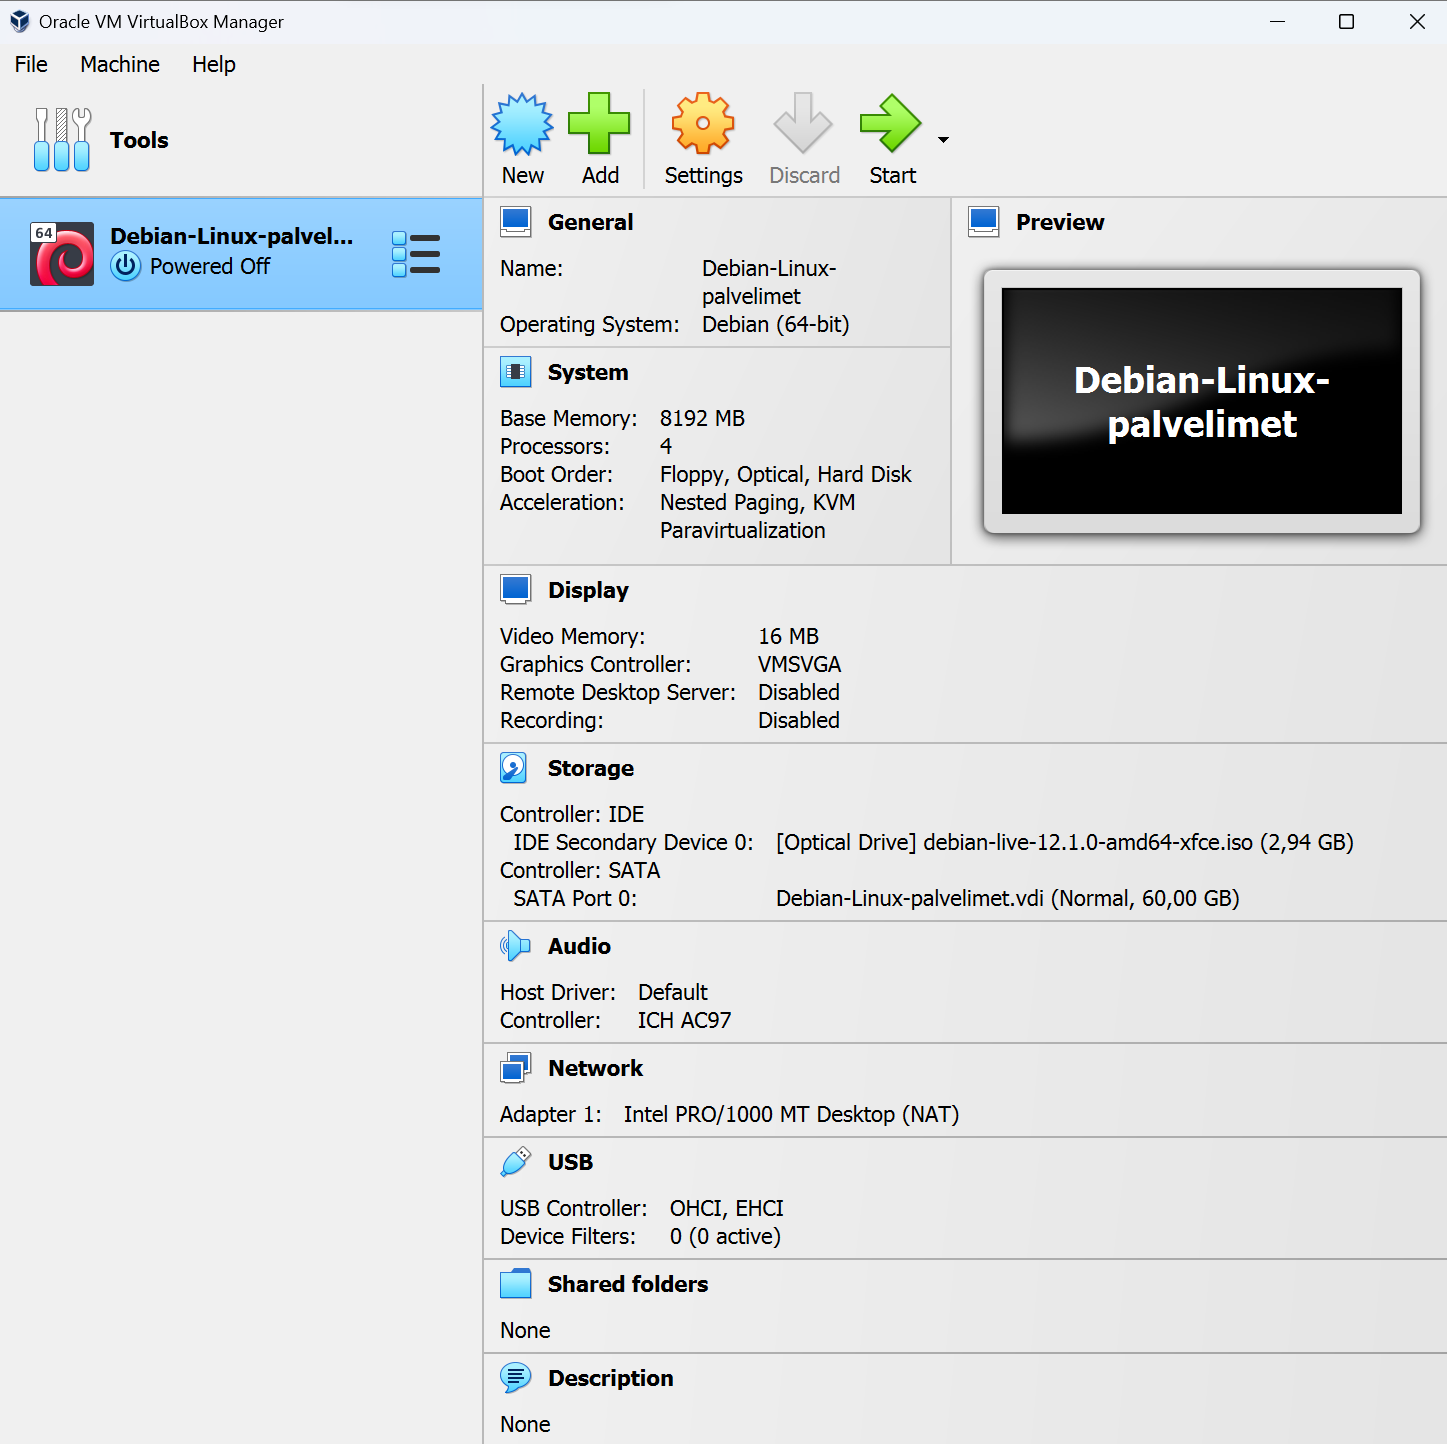 Oracle VM VirtualBox Manager
File Machine Help
Tools
New Add Settings Discard Start
64
Debian-Linux-palvel...
Powered Off
General
Name: Debian-Linux-
palvelimet
Operating System: Debian (64-bit)
Preview
Debian-Linux-
palvelimet
System
Base Memory: 8192 MB
Processors: 4
Boot Order: Floppy, Optical, Hard Disk
Acceleration: Nested Paging, KVM
Paravirtualization
Display
Video Memory: 16 MB
Graphics Controller: VMSVGA
Remote Desktop Server: Disabled
Recording: Disabled
Storage
Controller: IDE
IDE Secondary Device 0: [Optical Drive] debian-live-12.1.0-amd64-xfce.iso (2,94 GB)
Controller: SATA
SATA Port 0: Debian-Linux-palvelimet.vdi (Normal, 60,00 GB)
Audio
Host Driver: Default
Controller: ICH AC97
Network
Adapter 1: Intel PRO/1000 MT Desktop (NAT)
USB
USB Controller: OHCI, EHCI
Device Filters: 0 (0 active)
Shared folders
None
Description
None